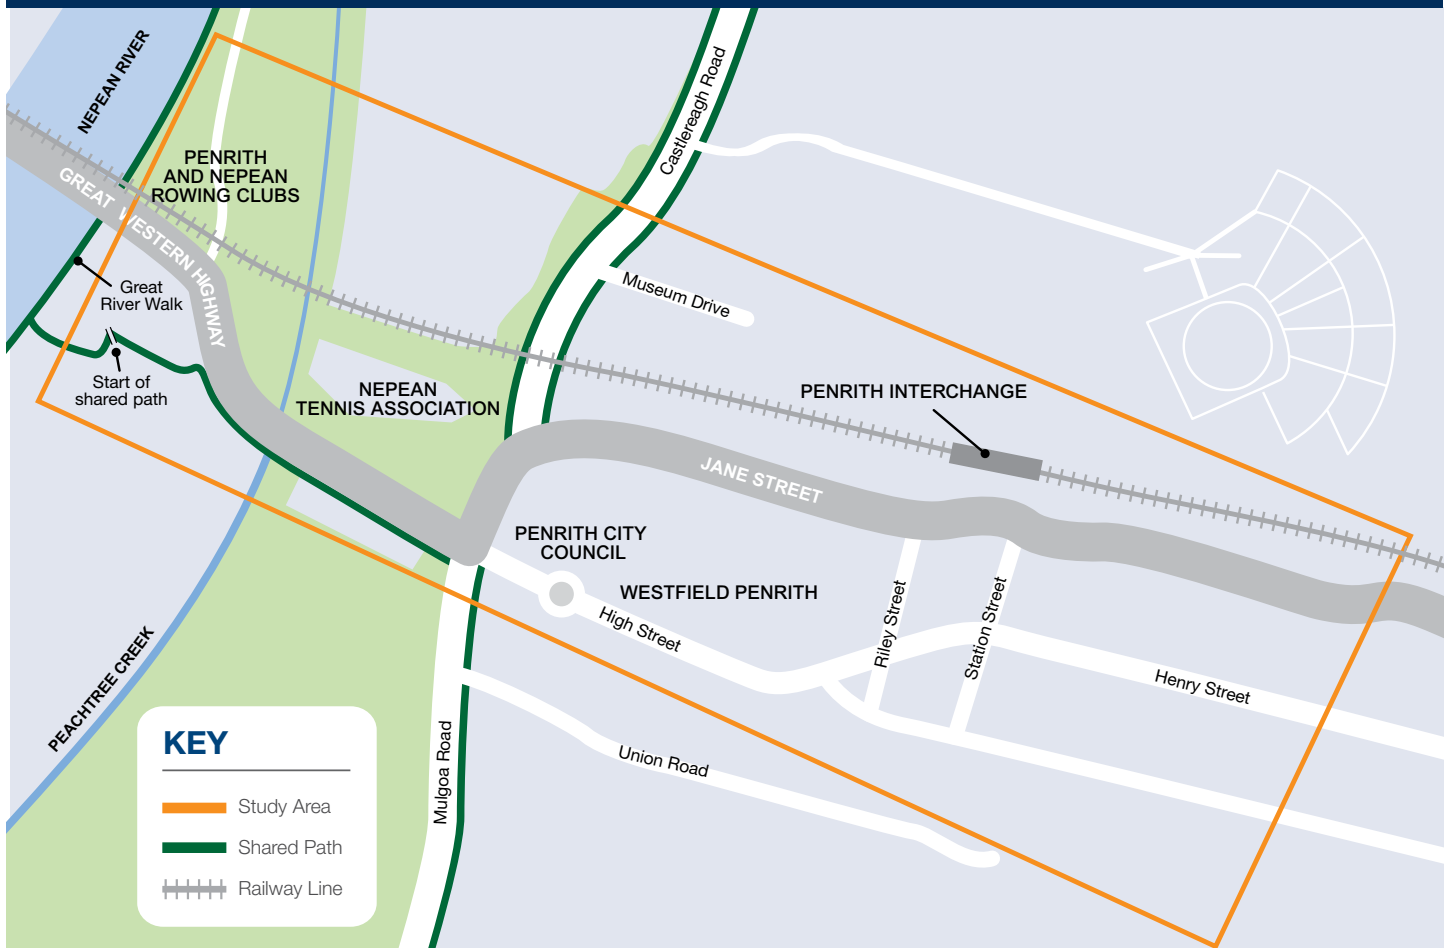 NEPEAN RIVER
Castlereagh Road
PENRITH
AND NEPEAN
ROWING CLUBS
GREAT WESTERN HIGHWAY
Great
River Walk
Museum Drive
Start of
shared path
NEPEAN
TENNIS ASSOCIATION
PENRITH INTERCHANGE
JANE STREET
PENRITH CITY
COUNCIL
WESTFIELD PENRITH
High Street
Riley Street
Station Street
Henry Street
PEACHTREE CREEK
Mulgoa Road
Union Road
KEY
Study Area
Shared Path
Railway Line